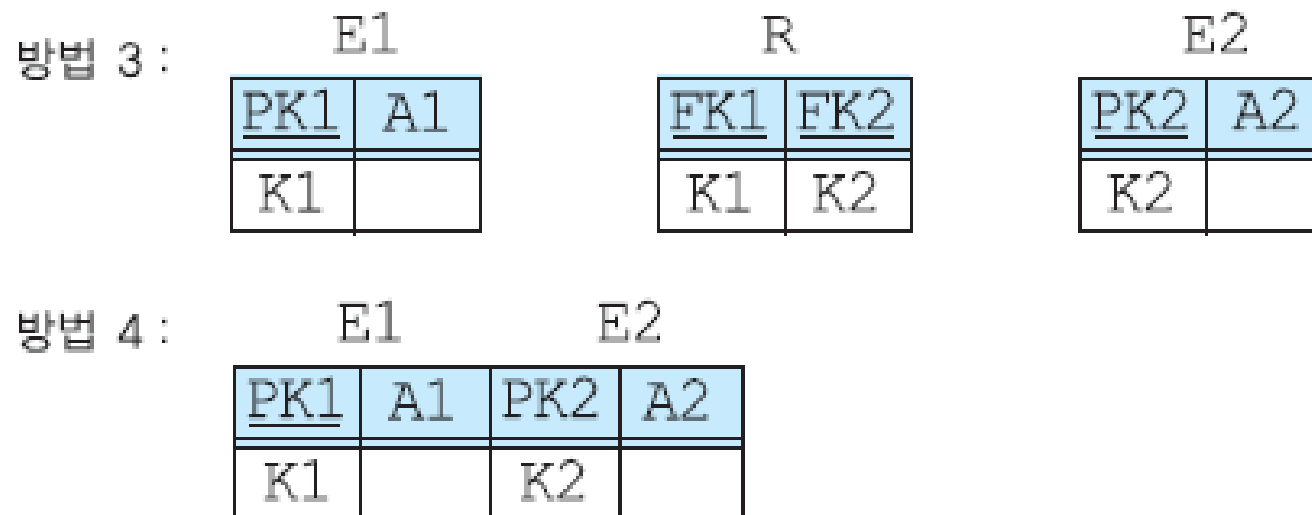 방법 3 : E1 R E2
PK1 A1 FK1 FK2 PK2 A2
K1 K1 K2 K2
방법 4 : E1 E2
PK1 A1 PK2 A2
K1 K2